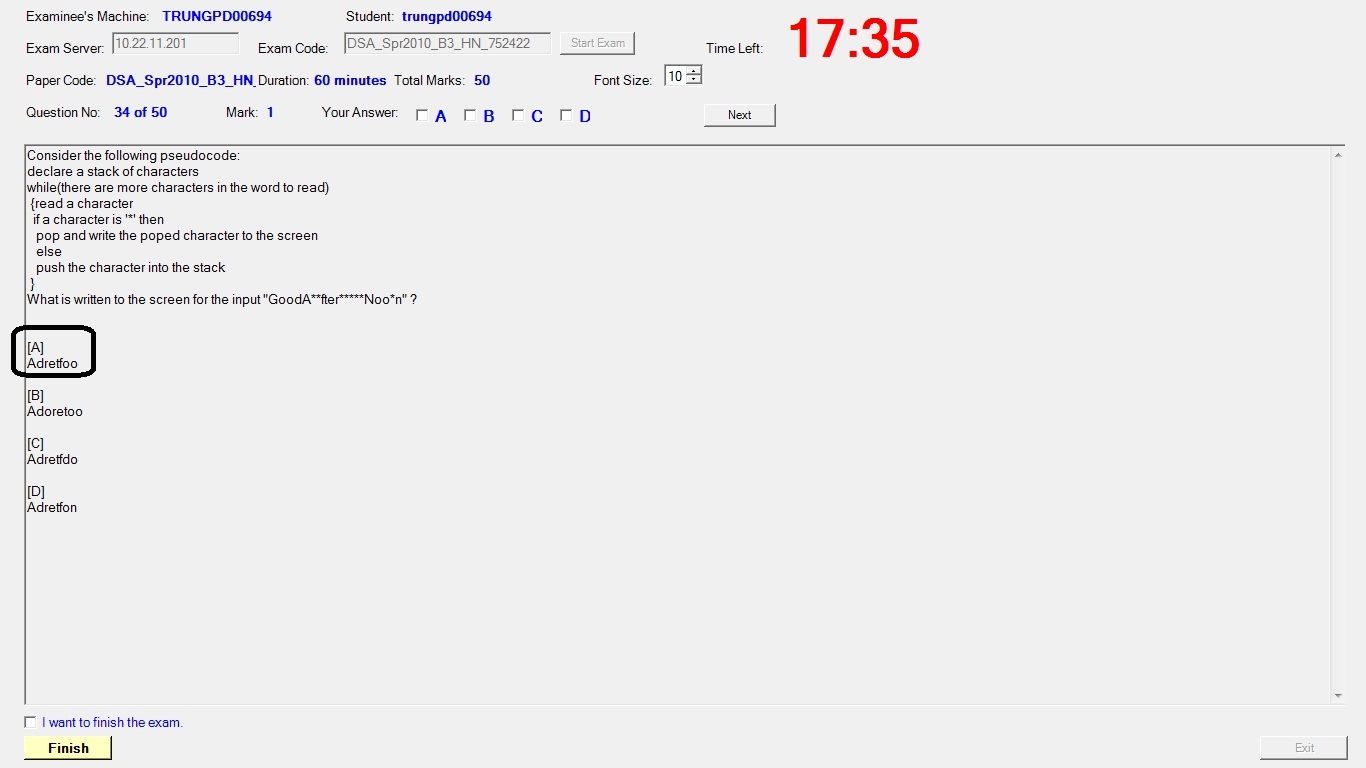 Examinee's Machine: TRUNGPD00694 Student: trungpd00694
Exam Server: 10.22.11.201 Exam Code: DSA_Spr2010_B3_HN_752422 Start Exam Time Left: 17:35
Paper Code: DSA_Spr2010_B3_HN_ Duration: 60 minutes Total Marks: 50 Font Size: 10
Question No: 34 of 50 Mark: 1 Your Answer: A B C D Next
Consider the following pseudocode:
declare a stack of characters
while(there are more characters in the word to read)
{read a character
if a character is '*' then
pop and write the poped character to the screen
else
push the character into the stack
}
What is written to the screen for the input "GoodA**fter*****Noo*n" ?
[A]
Adretfoo
[B]
Adoretoo
[C]
Adretfdo
[D]
Adretfon
I want to finish the exam.
Finish Exit